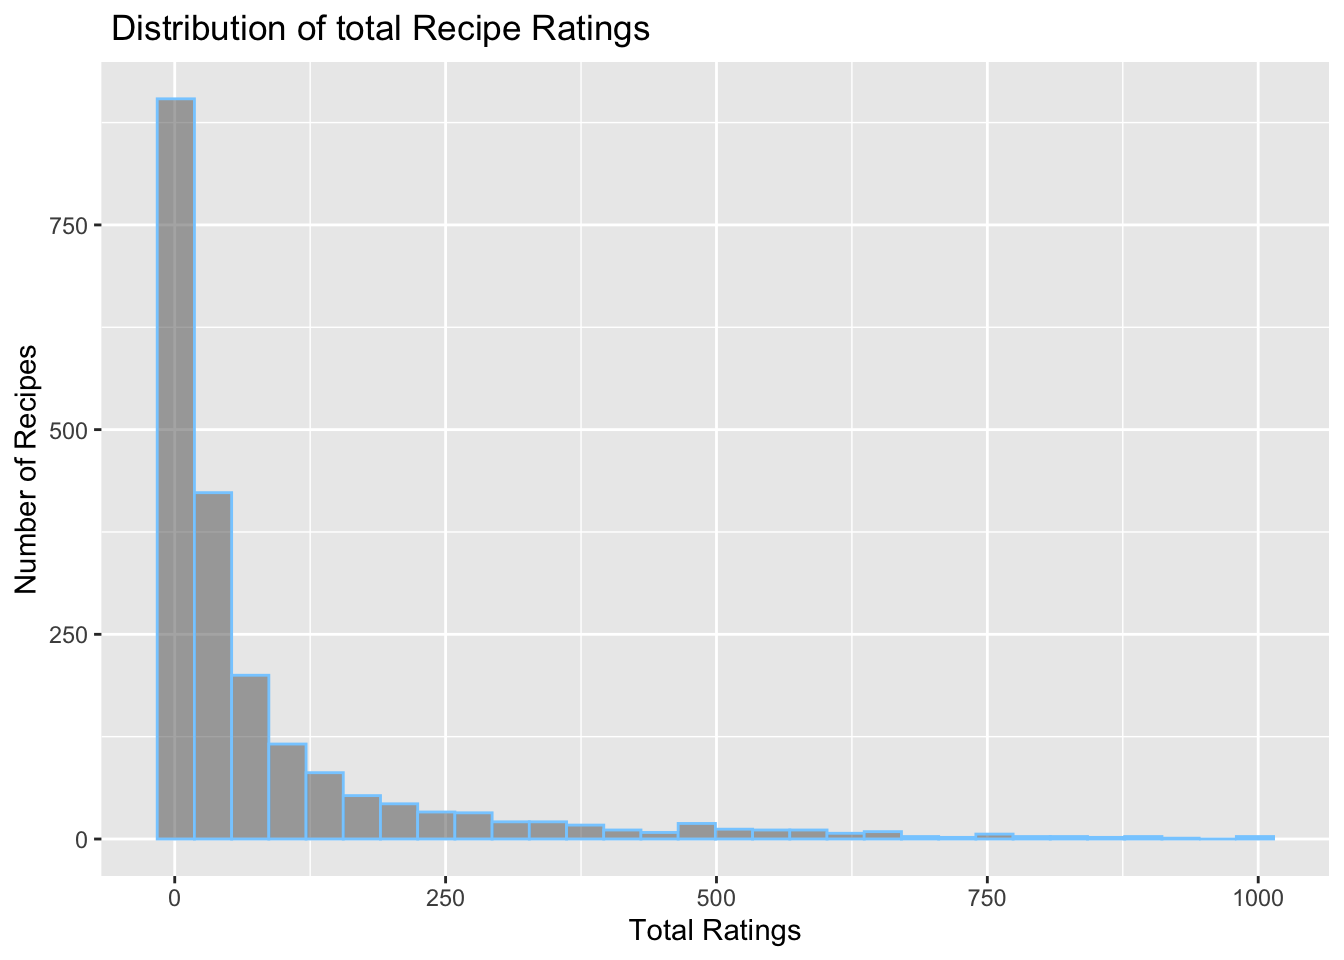 Distribution of total Recipe Ratings
Number of Recipes
750
500
250
0
0 250 500 750 1000
Total Ratings